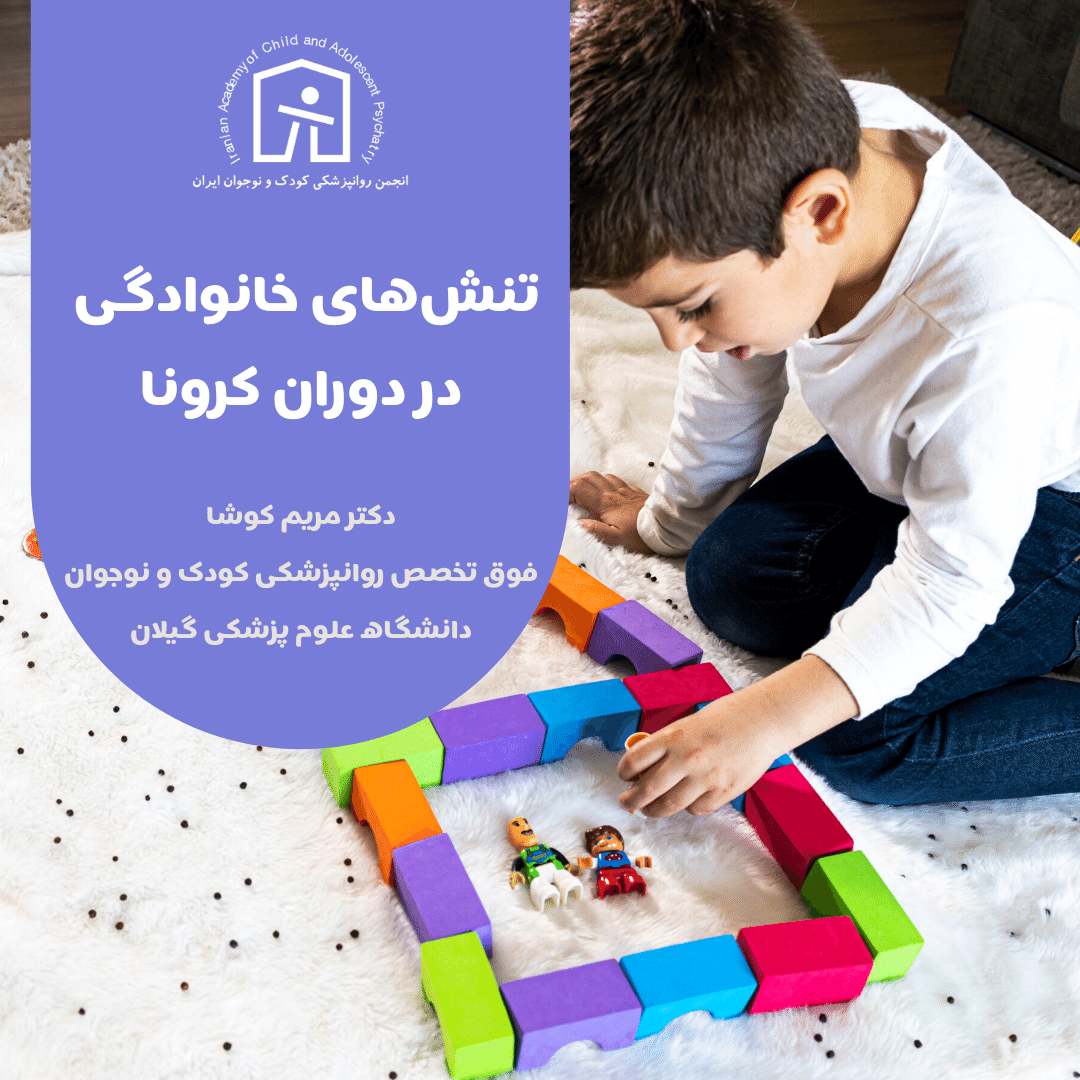 Iranian Academy of Child and Adolescent Psychatry
انجمن روانپزشکی کودک و نوجوان ایران
تنش‌های خانوادگی
در دوران کرونا
دکتر مریم کوشا
فوق تخصص روانپزشکی کودک و نوجوان
دانشگاه علوم پزشکی گیلان